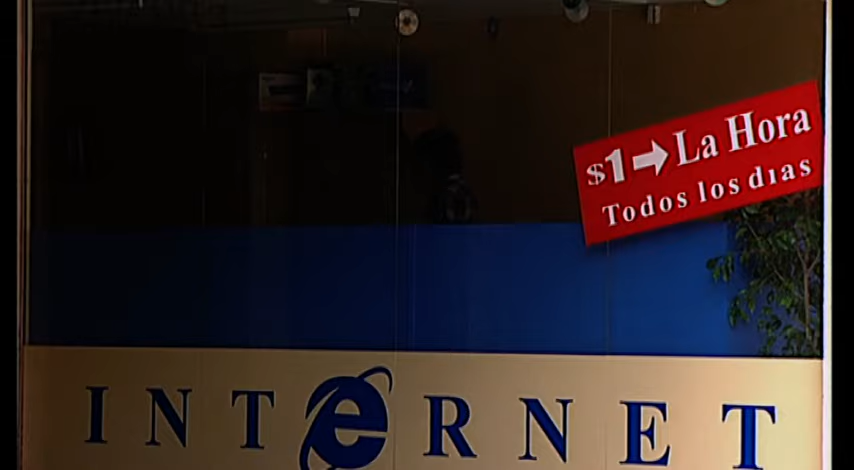 $1 → La Hora
Todos los dıas
INTeRNET